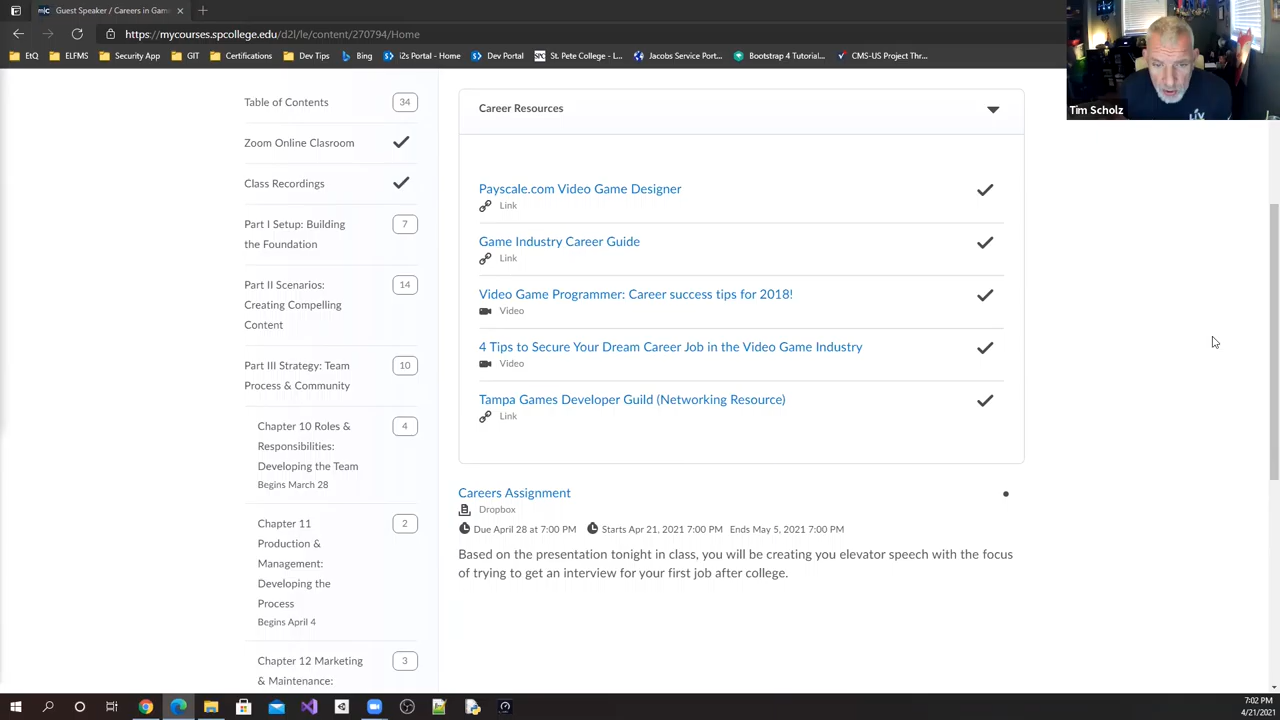 Guest Speaker / Careers in Gam
https://mycourses.spcollege.edu
/Home
EtQ
ELFMS
Security App
GIT
Certifications
Dev Tips
Bing
Home
Dev Portal
St. Pete College - L...
Jacobs Service Port...
Bootstrap 4 Tutorial...
CMS-US Project Thr...
Tim Scholz
Table of Contents
34
Zoom Online Clasroom
Class Recordings
Part I Setup: Building
the Foundation
7
Part II Scenarios:
Creating Compelling
Content
14
Part III Strategy: Team
Process & Community
10
Chapter 10 Roles &
Responsibilities:
Developing the Team
Begins March 28
4
Chapter 11
Production &
Management:
Developing the
Process
Begins April 4
2
Chapter 12 Marketing
& Maintenance:
3
Career Resources
Payscale.com Video Game Designer
Link
Game Industry Career Guide
Link
Video Game Programmer: Career success tips for 2018!
Video
4 Tips to Secure Your Dream Career Job in the Video Game Industry
Video
Tampa Games Developer Guild (Networking Resource)
Link
Careers Assignment
Dropbox
Due April 28 at 7:00 PM Starts Apr 21, 2021 7:00 PM Ends May 5, 2021 7:00 PM
Based on the presentation tonight in class, you will be creating you elevator speech with the focus
of trying to get an interview for your first job after college.
7:02 PM
4/21/2021